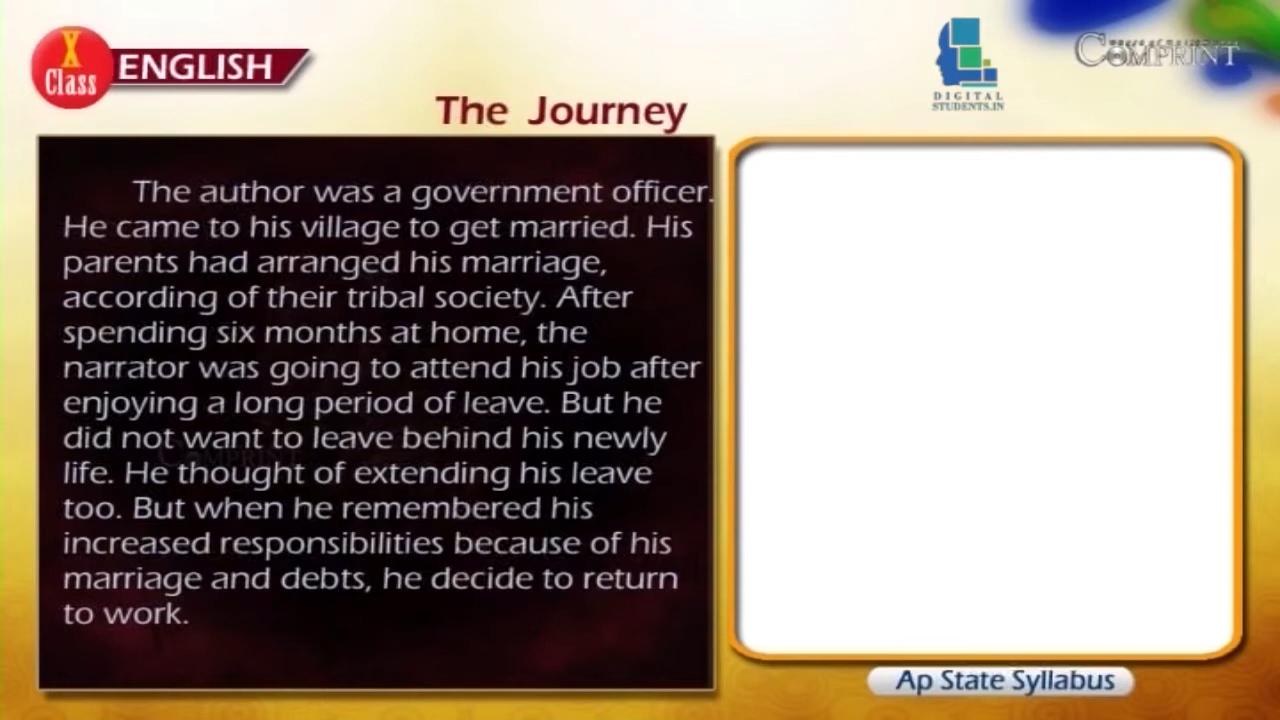 X
Class
ENGLISH
DIGITAL
STUDENTS.IN
COMPRINT
The Journey
The author was a government officer.
He came to his village to get married. His
parents had arranged his marriage,
according of their tribal society. After
spending six months at home, the
narrator was going to attend his job after
enjoying a long period of leave. But he
did not want to leave behind his newly
life. He thought of extending his leave
too. But when he remembered his
increased responsibilities because of his
marriage and debts, he decide to return
to work.
COMPRINT
Ap State Syllabus